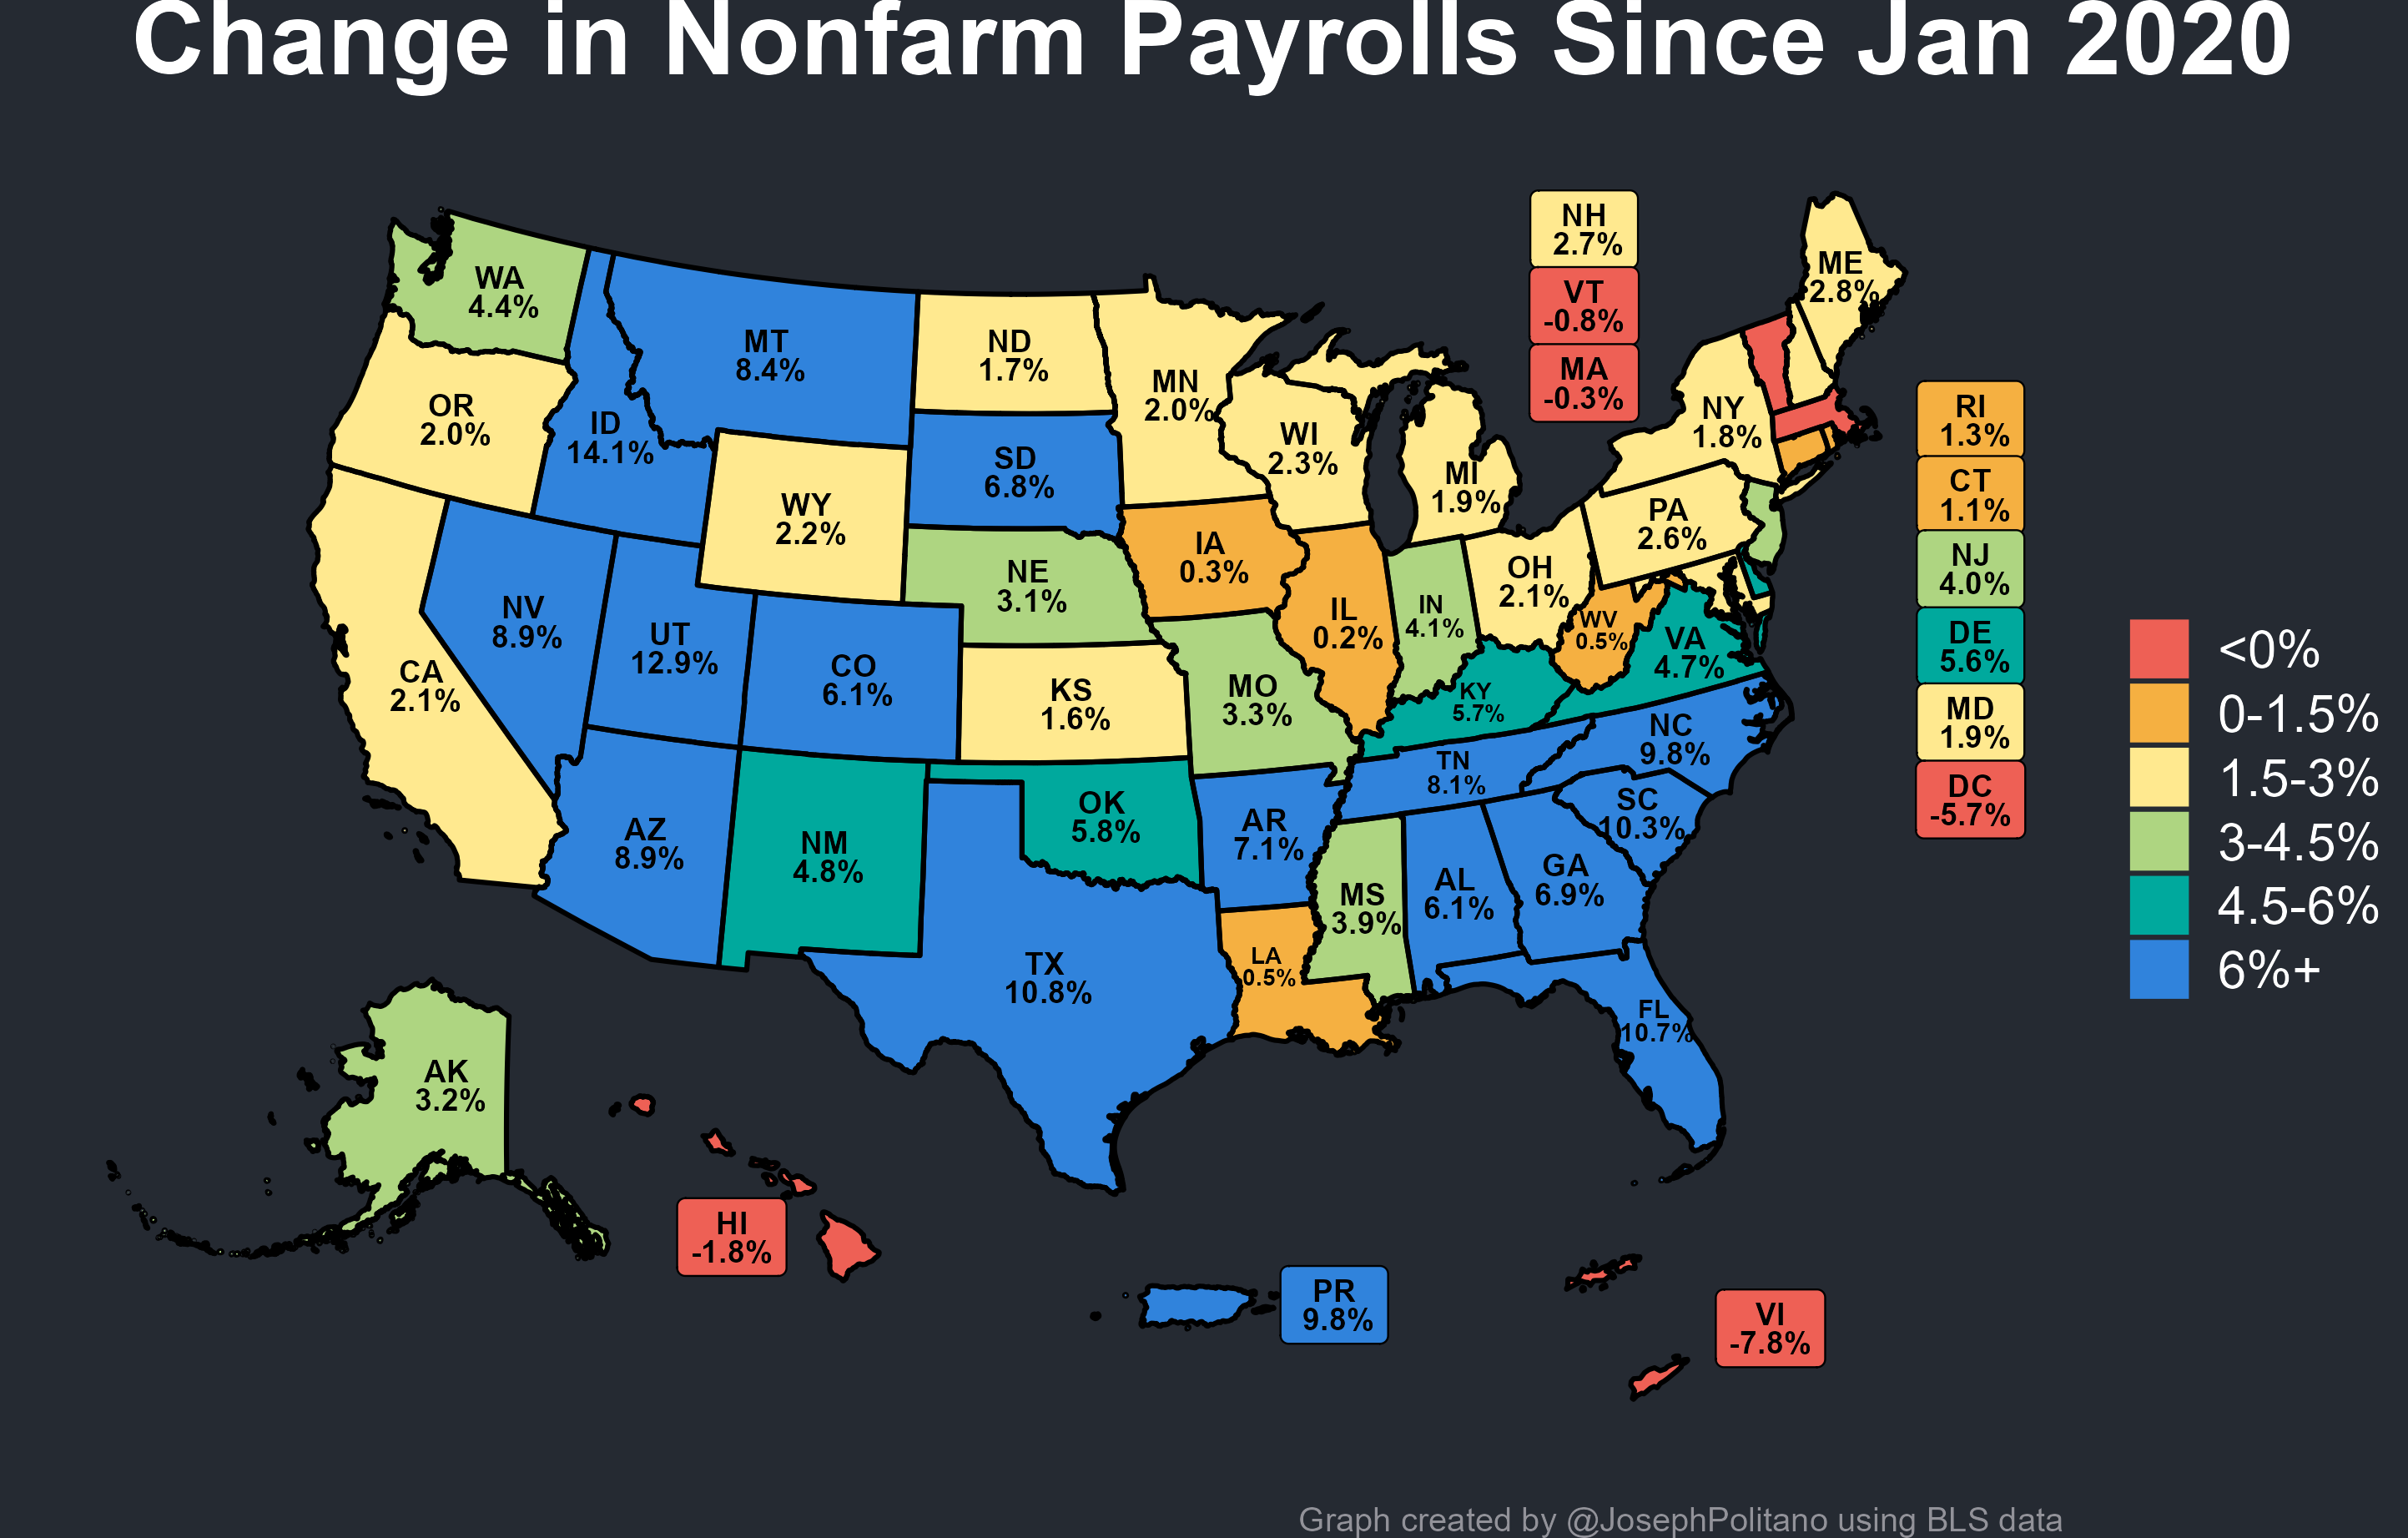 Change in Nonfarm Payrolls Since Jan 2020
NH
2.7%
VT
-0.8%
MA
-0.3%
ME
2.8%
WA
4.4%
MT
8.4%
ND
1.7%
MN
2.0%
OR
2.0%
ID
14.1%
SD
6.8%
WI
2.3%
MI
1.9%
NY
1.8%
RI
1.3%
CT
1.1%
NJ
4.0%
DE
5.6%
MD
1.9%
DC
-5.7%
WY
2.2%
IA
0.3%
NE
3.1%
PA
2.6%
OH
2.1%
IN
4.1%
IL
0.2%
WV
0.5%
VA
4.7%
NV
8.9%
UT
12.9%
CO
6.1%
CA
2.1%
KS
1.6%
MO
3.3%
KY
5.7%
NC
9.8%
TN
8.1%
SC
10.3%
AZ
8.9%
NM
4.8%
OK
5.8%
AR
7.1%
MS
3.9%
AL
6.1%
GA
6.9%
TX
10.8%
LA
0.5%
FL
10.7%
AK
3.2%
HI
-1.8%
PR
9.8%
VI
-7.8%
<0%
0-1.5%
1.5-3%
3-4.5%
4.5-6%
6%+
Graph created by @JosephPolitano using BLS data